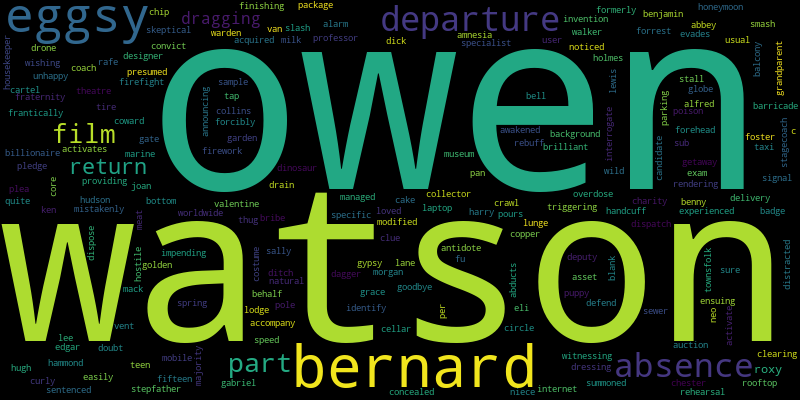 chip finishing package formerly benjamin honeymoon
eggsy dragging departure invention abbey smash
skeptical warden van slash alarm walker forrest evades
drone convict acquired milk professor dick amnesia user noticed usual
housekeeper wishing designer specialist holmes balcony grandparent
unhappy coach rafe presumed owen lewis stall globe
cartel firefight sample tap bell parking alfred barricade
fraternity theatre announcing collins awakened background interrogate poison
frantically tire coward forcibly rebuff brilliant forehead stagecoach c
film gate garden candidate sub foster taxi
activates marine firework museum wild getaway
billionaire return dinosaur pan exam signal
pledge providing drain rendering
plea core joan managed cake collector crawl overdose charity benny delivery
quite hudson bottom valentine specific loved laptop harry pours triggering handcuff experienced badge
ken mistakenly meat worldwide thug bribe modified lunge copper dispatch
watson dispose hostile costume clue antidote deputy blank townsfolk distracted
impending sally gypsy lane fu asset sure
golden ditch dagger morgan abducts puppy
mack natural behalf grace goodbye per eli defend ensuing
vent spring lodge pole identify sewer neo activate
lee accompany cellar circle
edgar doubt speed auction
hammond teen mobile majority part bernard witnessing absence clearing
hugh easily fifteen dressing roxy
curly stepfather gabriel internet summoned chester rooftop
sentenced concealed niece rehearsal